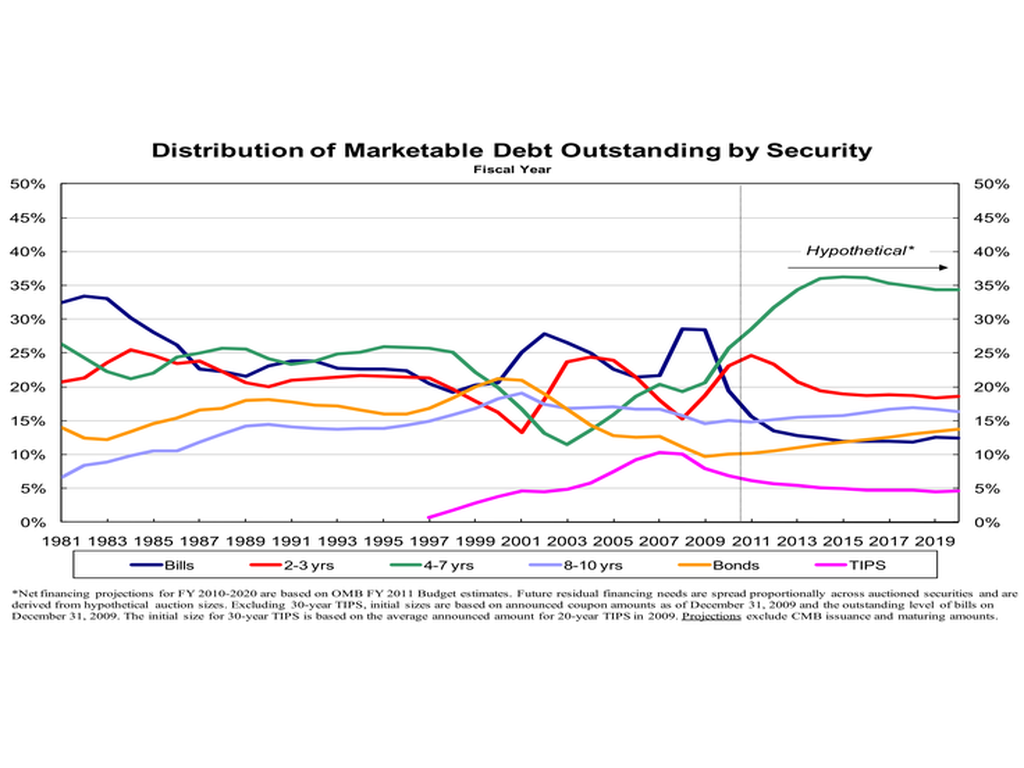 Distribution of Marketable Debt Outstanding by Security
Fiscal Year
50% 50%
45% 45%
40% 40%
Hypothetical*
35% 35%
30% 30%
25% 25%
20% 20%
15% 15%
10% 10%
5% 5%
0% 0%
1981 1983 1985 1987 1989 1991 1993 1995 1997 1999 2001 2003 2005 2007 2009 2011 2013 2015 2017 2019
Bills 2-3 yrs 4-7 yrs 8-10 yrs Bonds TIPS
*Net financing projections for FY 2010-2020 are based on OMB FY 2011 Budget estimates. Future residual financing needs are spread proportionally across auctioned securities and are
derived from hypothetical auction sizes. Excluding 30-year TIPS, initial sizes are based on announced coupon amounts as of December 31, 2009 and the outstanding level of bills on
December 31, 2009. The initial size for 30-year TIPS is based on the average announced amount for 20-year TIPS in 2009. Projections exclude CMB issuance and maturing amounts.